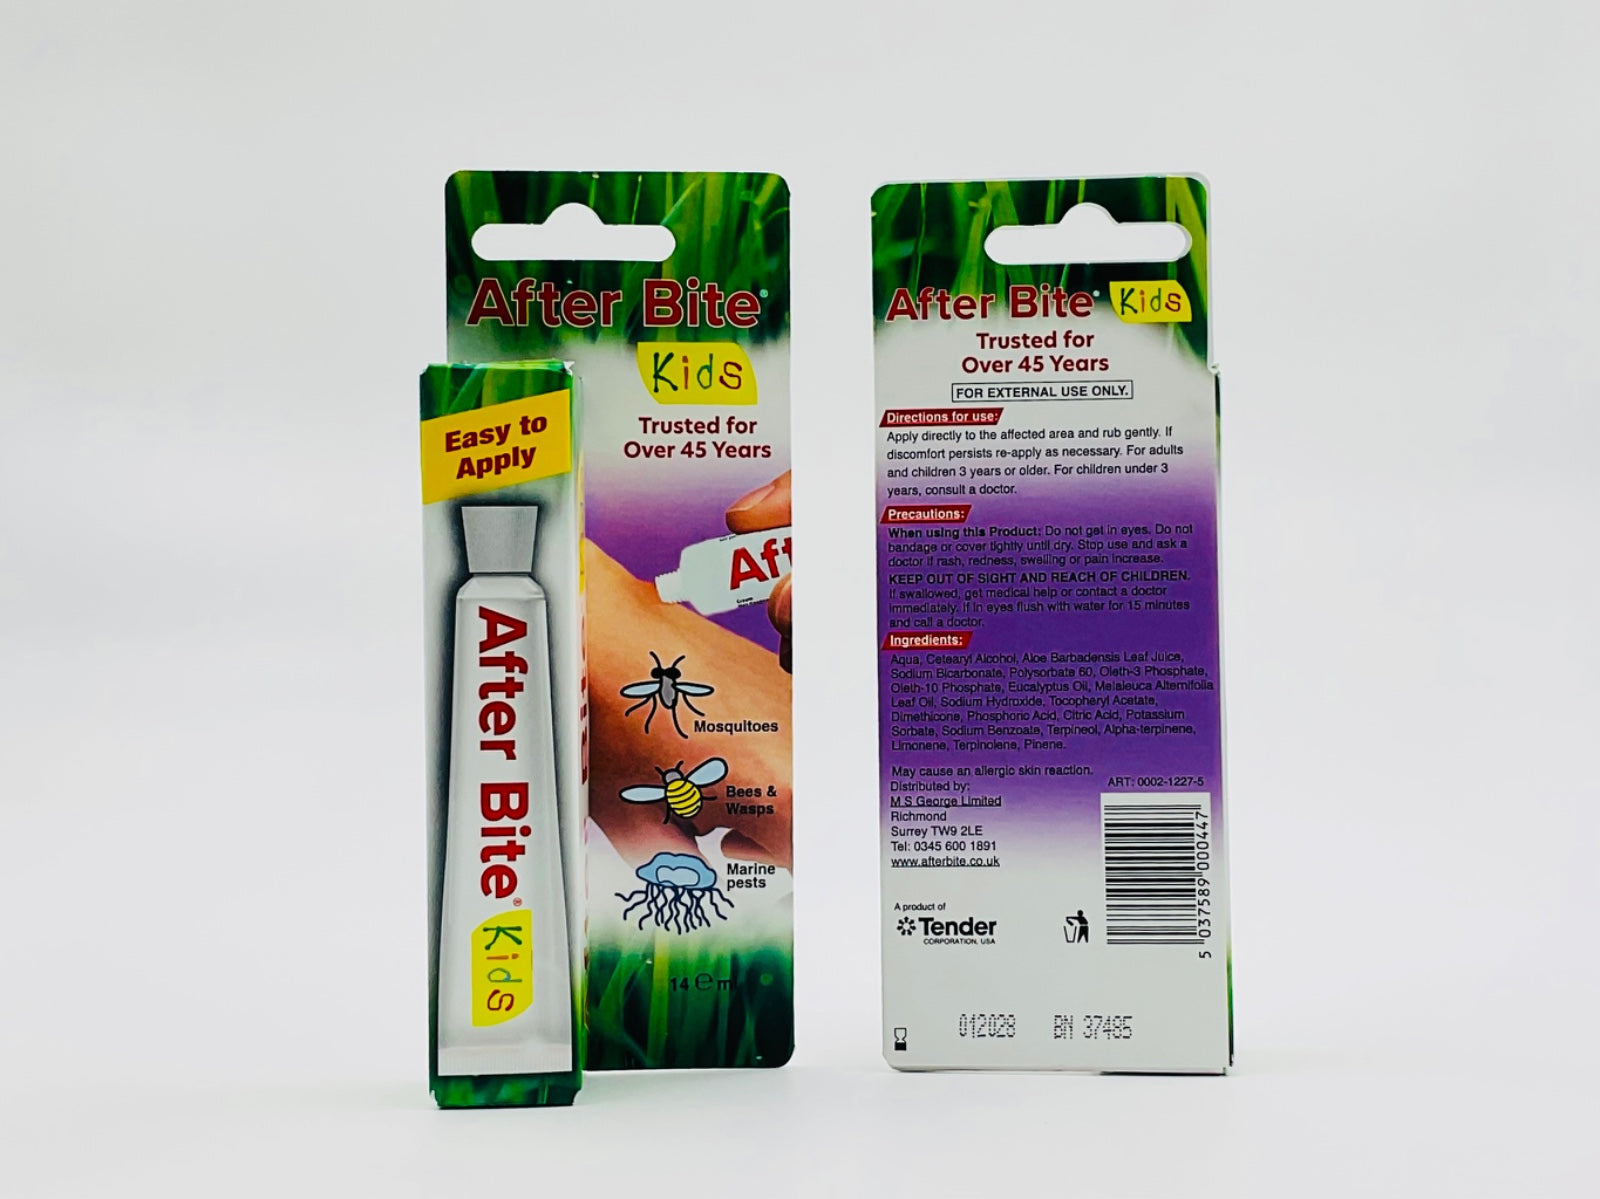 After Bite®
Kids
Trusted for
Over 45 Years
Easy to
Apply
After Bite®
Kids
Aft
Mosquitoes
Bees &
Wasps
Marine
pests
14 e ml
After Bite® Kids
Trusted for
Over 45 Years
FOR EXTERNAL USE ONLY.
Directions for use:
Apply directly to the affected area and rub gently. If
discomfort persists re-apply as necessary. For adults
and children 3 years or older. For children under 3
years, consult a doctor.
Precautions:
When using this Product: Do not get in eyes. Do not
bandage or cover tightly until dry. Stop use and ask a
doctor if rash, redness, swelling or pain increase.
KEEP OUT OF SIGHT AND REACH OF CHILDREN.
If swallowed, get medical help or contact a doctor
immediately. If in eyes flush with water for 15 minutes
and call a doctor.
Ingredients:
Aqua, Cetearyl Alcohol, Aloe Barbadensis Leaf Juice,
Sodium Bicarbonate, Polysorbate 60, Oleth-3 Phosphate,
Oleth-10 Phosphate, Eucalyptus Oil, Melaleuca Alternifolia
Leaf Oil, Sodium Hydroxide, Tocopheryl Acetate,
Dimethicone, Phosphoric Acid, Citric Acid, Potassium
Sorbate, Sodium Benzoate, Terpineol, Alpha-terpinene,
Limonene, Terpinolene, Pinene.
May cause an allergic skin reaction.
Distributed by:
M S George Limited
Richmond
Surrey TW9 2LE
Tel: 0345 600 1891
www.afterbite.co.uk
ART: 0002-1227-5
5 037589 000447
A product of
Tender
CORPORATION, USA
012028 BN 37485